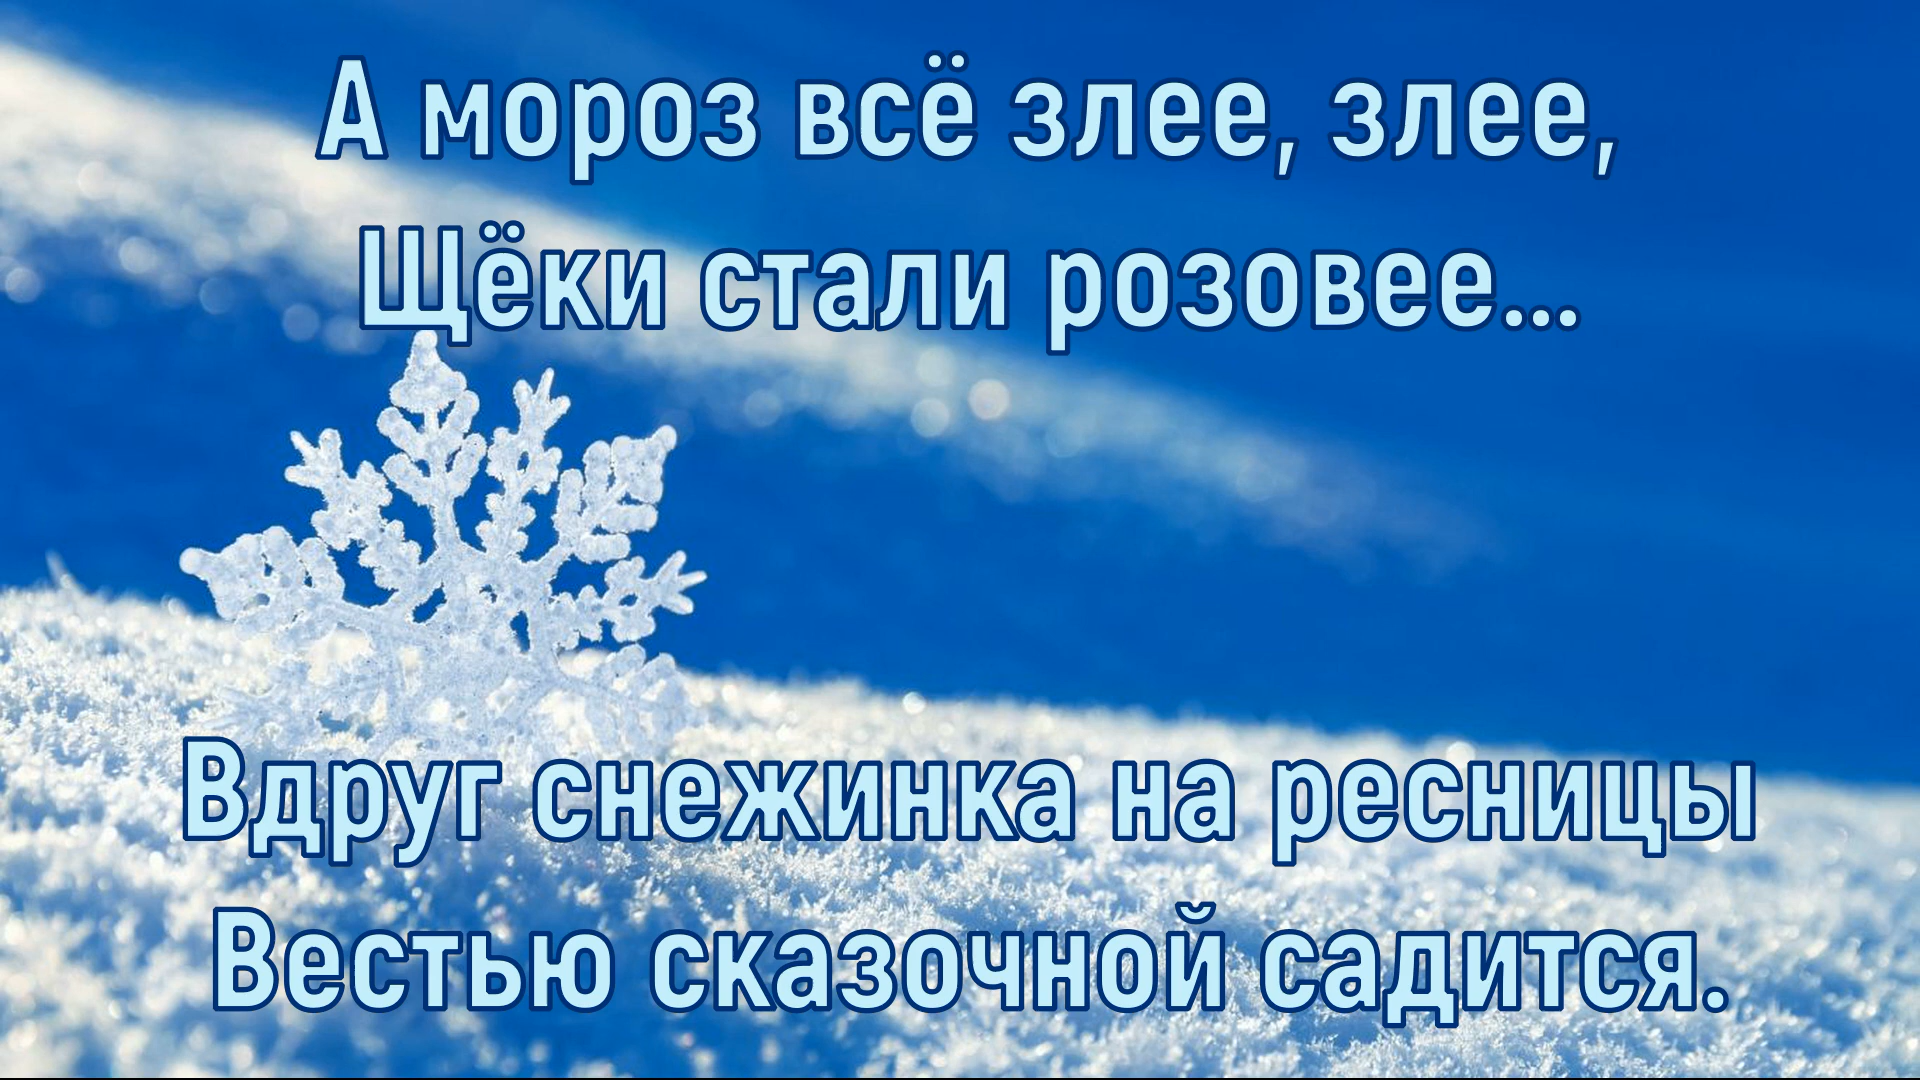 А мороз всё злее, злее,
Щёки стали розовее...
Вдруг снежинка на ресницы
Вестью сказочной садится.